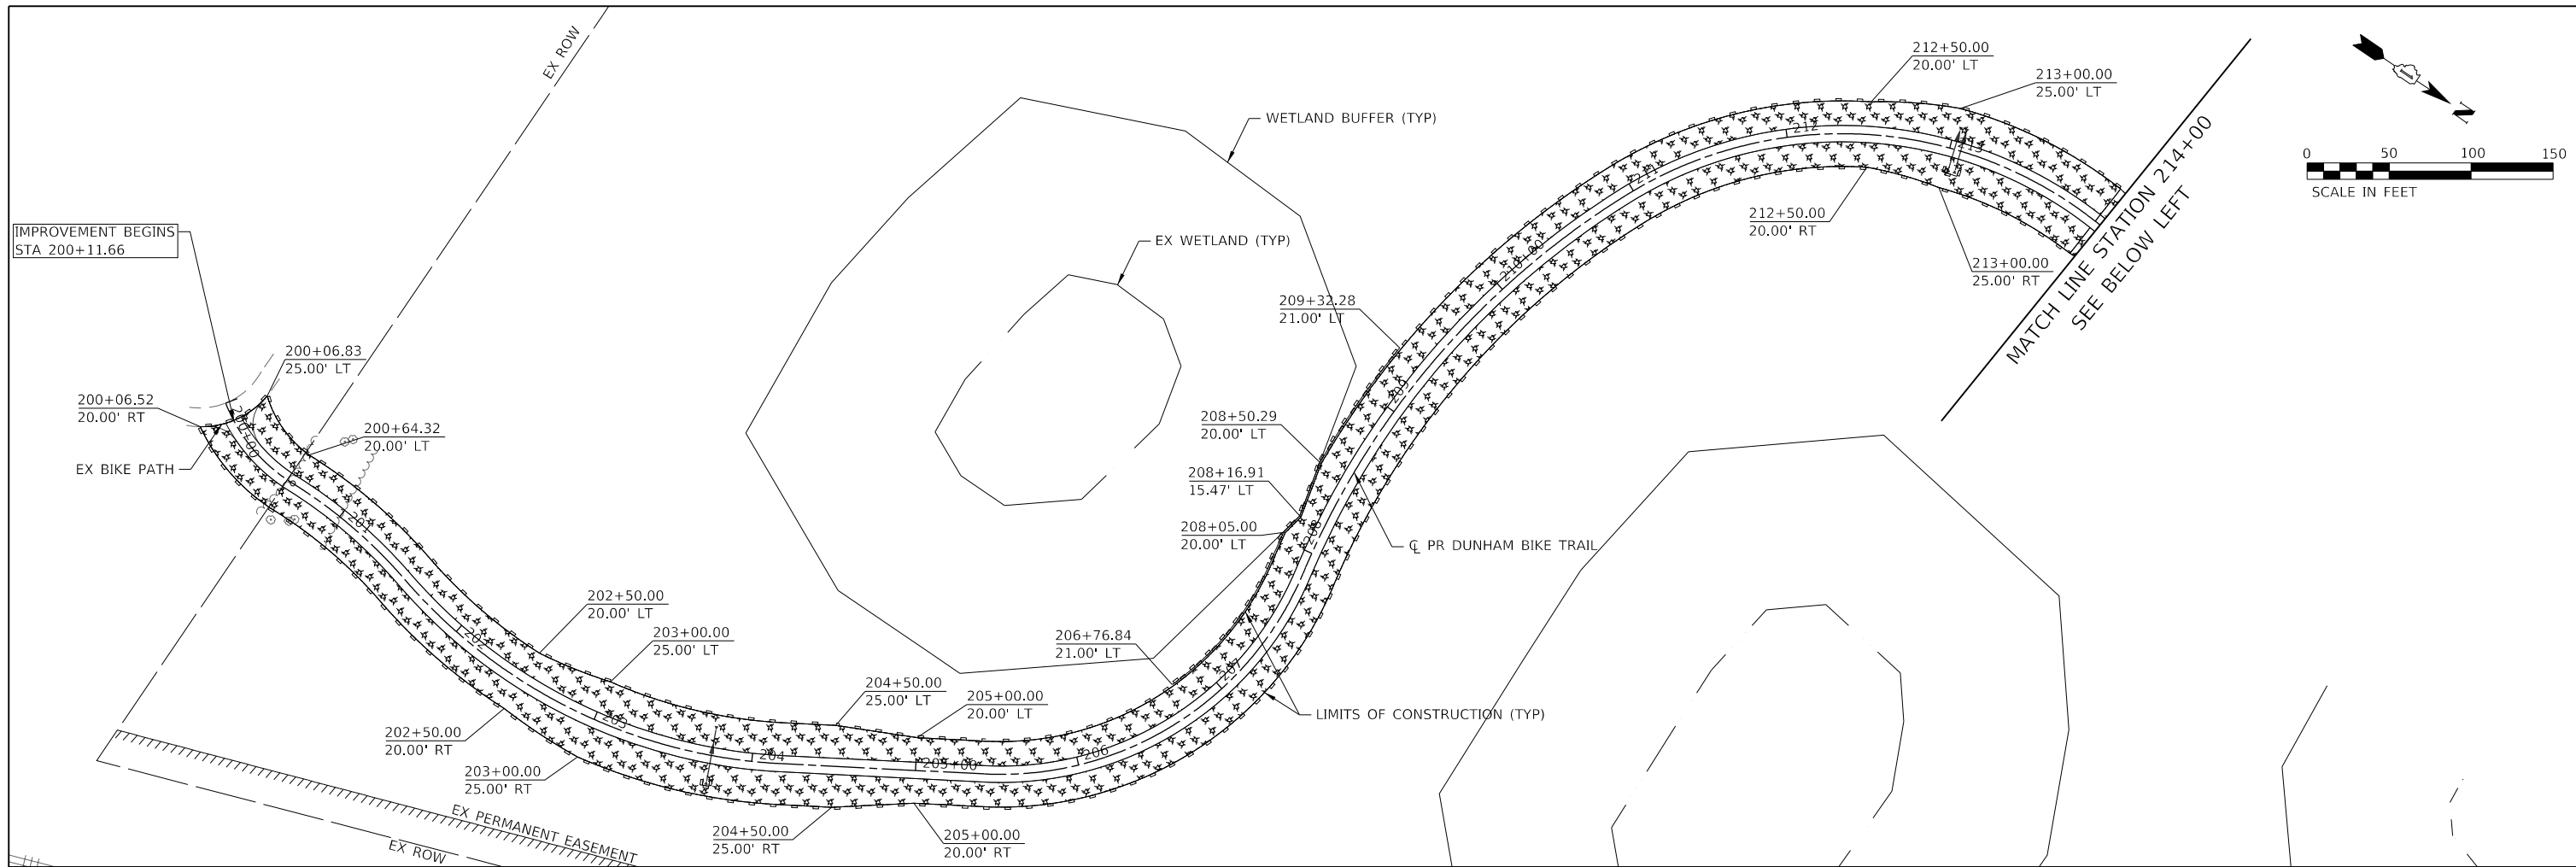 EX ROW
212+50.00
20.00' LT
213+00.00
25.00' LT
N
0 50 100 150
SCALE IN FEET
WETLAND BUFFER (TYP)
212
213
211
MATCH LINE STATION 214+00
SEE BELOW LEFT
212+50.00
20.00' RT
213+00.00
25.00' RT
IMPROVEMENT BEGINS
STA 200+11.66
EX WETLAND (TYP)
210+00
209+32.28
21.00' LT
200+06.83
25.00' LT
200+06.52
20.00' RT
209
200+00
208+50.29
20.00' LT
200+64.32
20.00' LT
EX BIKE PATH
208+16.91
15.47' LT
201
208+05.00
20.00' LT
208
℄ PR DUNHAM BIKE TRAIL
202+50.00
20.00' LT
202
203+00.00
25.00' LT
206+76.84
21.00' LT
207
204+50.00
25.00' LT
205+00.00
20.00' LT
LIMITS OF CONSTRUCTION (TYP)
203
202+50.00
20.00' RT
204
205+00
206
203+00.00
25.00' RT
204+50.00
25.00' RT
205+00.00
20.00' RT
EX PERMANENT EASEMENT
EX ROW